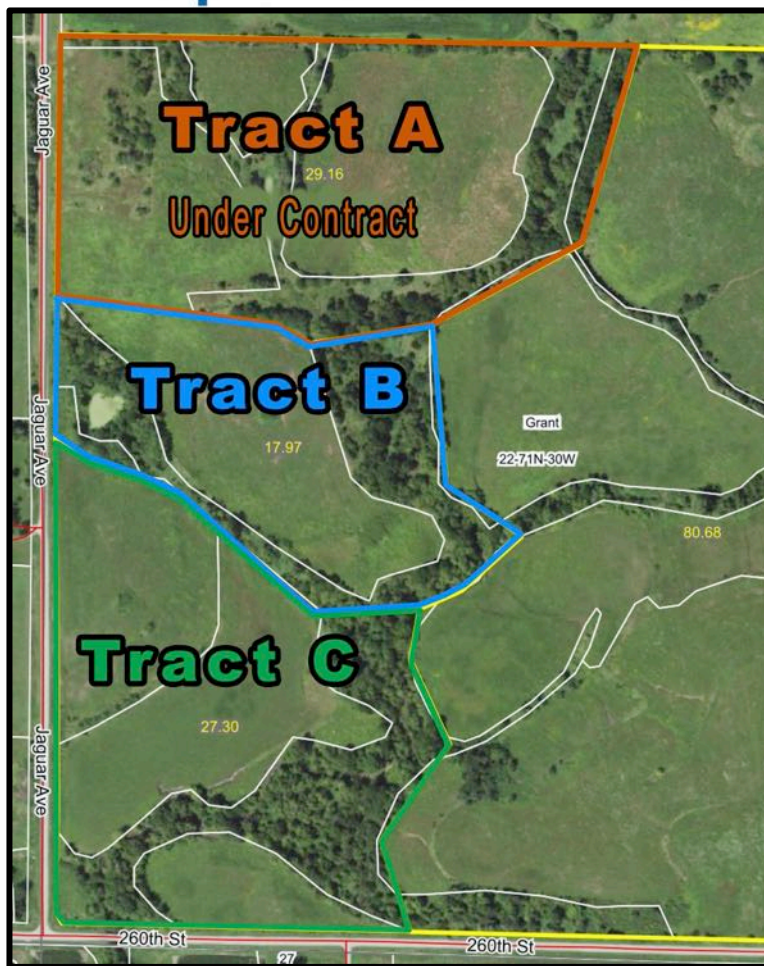 Jaguar Ave
Tract A
29.16
Under Contract
Jaguar Ave
Tract B
17.97
Grant
22-71N-30W
80.68
Tract C
27.30
Jaguar Ave
260th St
260th St
27